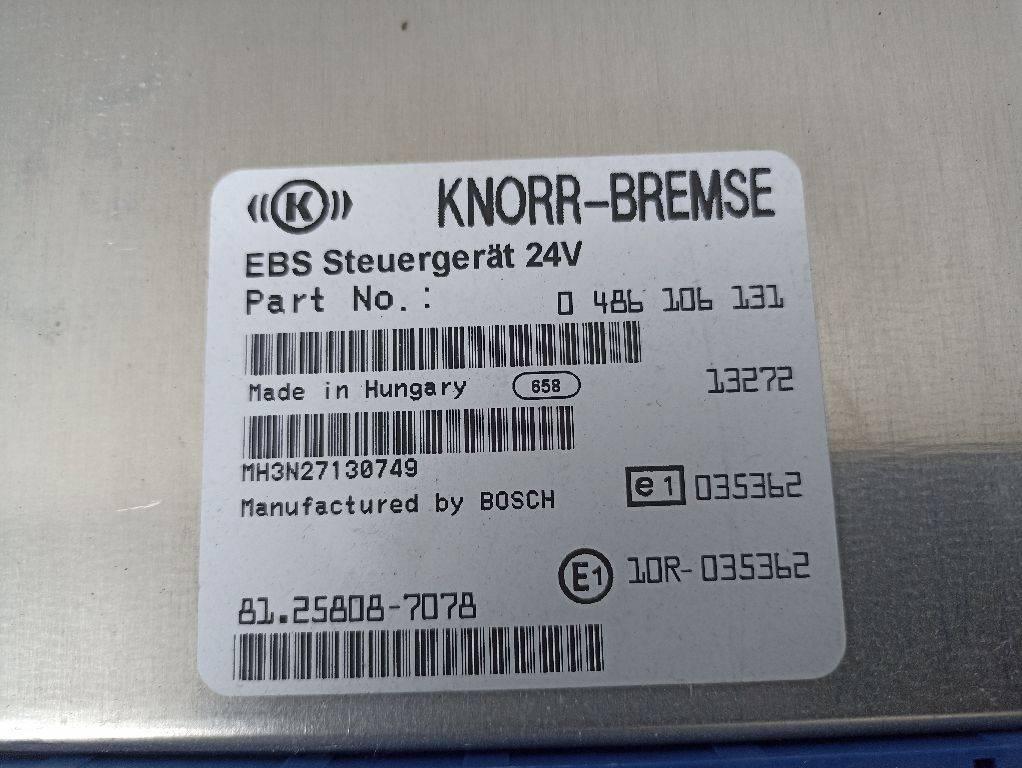 ((K)) KNORR-BREMSE
EBS Steuergerät 24V
Part No.: 0 486 106 131
Made in Hungary 658 13272
MH3N27130749
e1 035362
Manufactured by BOSCH
E1 10R-035362
81.25808-7078